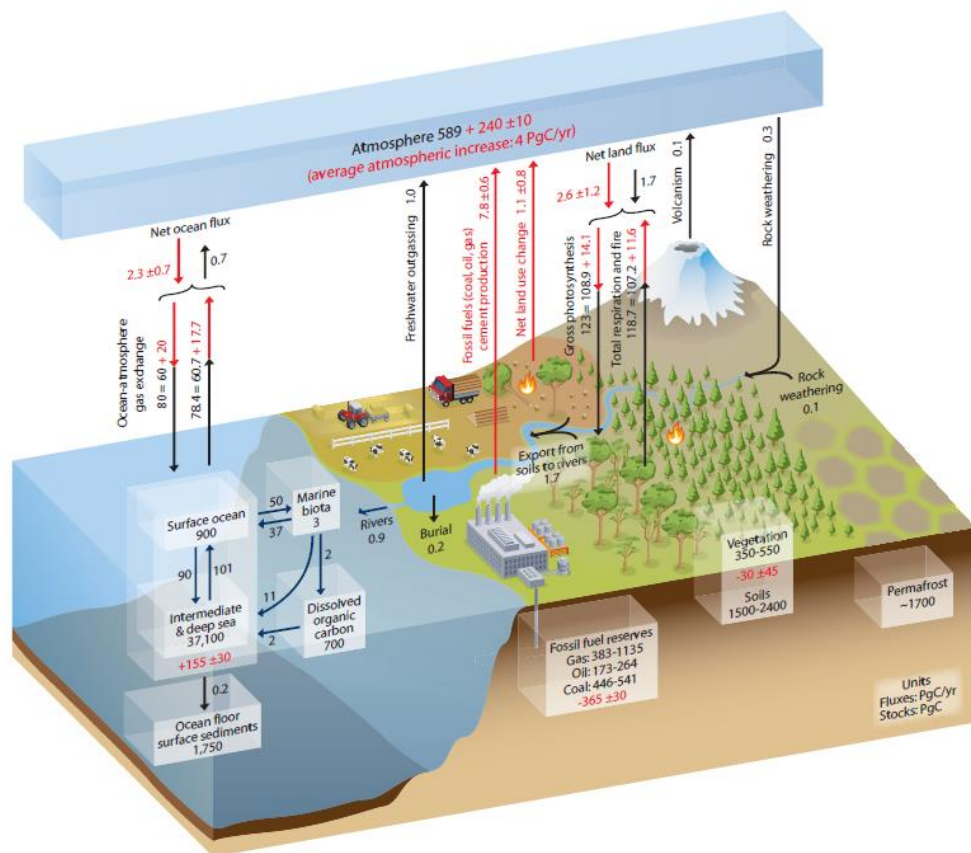 Atmosphere 589 + 240 ±10
(average atmospheric increase: 4 PgC/yr)
Net ocean flux
2.3 ±0.7
0.7
Ocean-atmosphere
gas exchange
80 = 60 + 20
78.4 = 60.7 + 17.7
Freshwater outgassing 1.0
Fossil fuels (coal, oil, gas)
cement production 7.8 ±0.6
Net land use change 1.1 ±0.8
Net land flux
2.6 ±1.2
1.7
Gross photosynthesis
123 = 108.9 + 14.1
Total respiration and fire
118.7 = 107.2 + 11.6
Volcanism 0.1
Rock weathering 0.3
Rock
weathering
0.1
Export from
soils to rivers
1.7
Rivers
0.9
Burial
0.2
Surface ocean
900
50
37
Marine
biota
3
90
101
11
2
Intermediate
& deep sea
37,100
+155 ±30
2
Dissolved
organic
carbon
700
0.2
Ocean floor
surface sediments
1,750
Fossil fuel reserves
Gas: 383-1135
Oil: 173-264
Coal: 446-541
-365 ±30
Vegetation
350-550
-30 ±45
Soils
1500-2400
Permafrost
~1700
Units
Fluxes: PgC/yr
Stocks: PgC